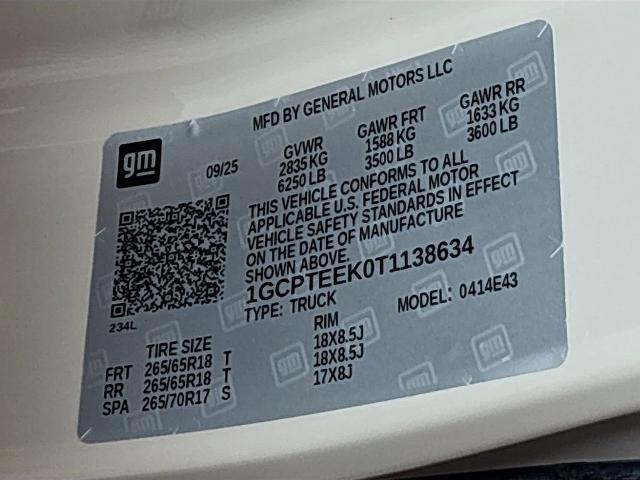 MFD BY GENERAL MOTORS LLC
gm
09/25
GVWR GAWR FRT GAWR RR
2835 KG 1588 KG 1633 KG
6250 LB 3500 LB 3600 LB
THIS VEHICLE CONFORMS TO ALL
APPLICABLE U.S. FEDERAL MOTOR
VEHICLE SAFETY STANDARDS IN EFFECT
ON THE DATE OF MANUFACTURE
SHOWN ABOVE.
1GCPTEEK0T1138634
TYPE: TRUCK MODEL: 0414E43
234L
TIRE SIZE RIM
FRT 265/65R18 T 18X8.5J
RR 265/65R18 T 18X8.5J
SPA 265/70R17 S 17X8J